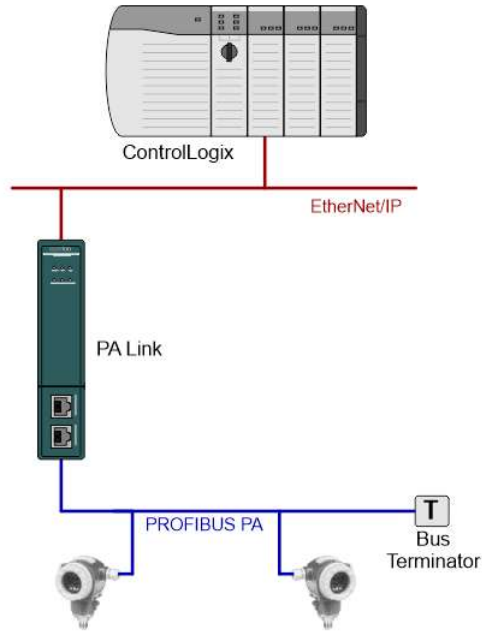 ControlLogix
EtherNet/IP
PA Link
PROFIBUS PA
T
Bus
Terminator